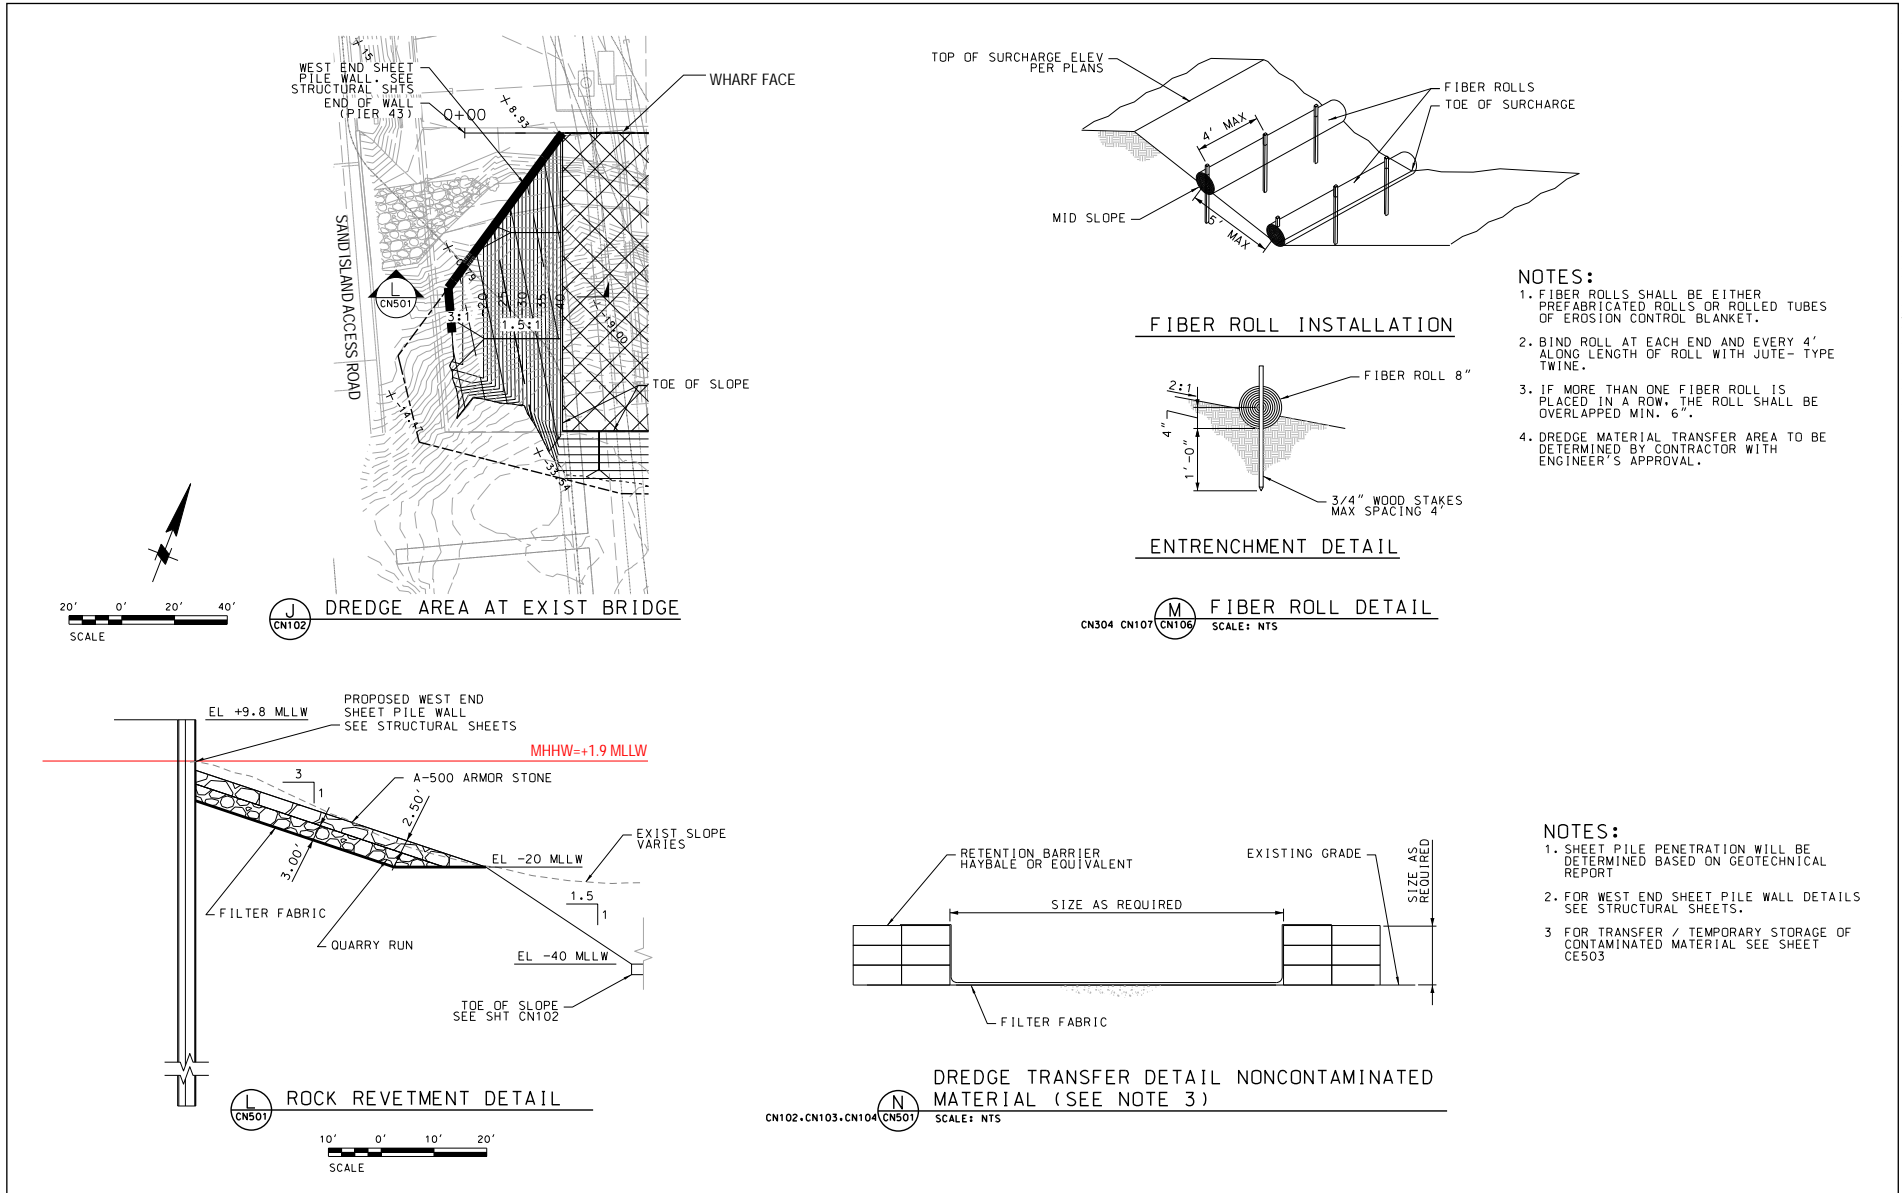 WEST END SHEET
PILE WALL. SEE
STRUCTURAL SHTS
END OF WALL
(PIER 43)
0+00
WHARF FACE
+ 15
+ 8.93
SAND ISLAND ACCESS ROAD
L
CN501
3:1
1.5:1
-20
-25
-30
-35
-40
+ -19.00
+ -14.17
TOE OF SLOPE
20' 0' 20' 40'
SCALE
J
CN102
DREDGE AREA AT EXIST BRIDGE
TOP OF SURCHARGE ELEV
PER PLANS
FIBER ROLLS
TOE OF SURCHARGE
4' MAX
MID SLOPE
5' MAX
FIBER ROLL INSTALLATION
2:1
FIBER ROLL 8"
4"
1'-0"
3/4" WOOD STAKES
MAX SPACING 4'
ENTRENCHMENT DETAIL
CN304 CN107
M
CN106
FIBER ROLL DETAIL
SCALE: NTS
NOTES:
1. FIBER ROLLS SHALL BE EITHER
PREFABRICATED ROLLS OR ROLLED TUBES
OF EROSION CONTROL BLANKET.
2. BIND ROLL AT EACH END AND EVERY 4'
ALONG LENGTH OF ROLL WITH JUTE- TYPE
TWINE.
3. IF MORE THAN ONE FIBER ROLL IS
PLACED IN A ROW, THE ROLL SHALL BE
OVERLAPPED MIN. 6".
4. DREDGE MATERIAL TRANSFER AREA TO BE
DETERMINED BY CONTRACTOR WITH
ENGINEER'S APPROVAL.
EL +9.8 MLLW
PROPOSED WEST END
SHEET PILE WALL
SEE STRUCTURAL SHEETS
MHHW=+1.9 MLLW
3
1
A-500 ARMOR STONE
2.50'
3.00'
EXIST SLOPE
VARIES
EL -20 MLLW
1.5
1
FILTER FABRIC
QUARRY RUN
EL -40 MLLW
TOE OF SLOPE
SEE SHT CN102
L
CN501
ROCK REVETMENT DETAIL
10' 0' 10' 20'
SCALE
RETENTION BARRIER
HAYBALE OR EQUIVALENT
EXISTING GRADE
SIZE AS
REQUIRED
SIZE AS REQUIRED
FILTER FABRIC
CN102.CN103.CN104
N
CN501
DREDGE TRANSFER DETAIL NONCONTAMINATED
MATERIAL (SEE NOTE 3)
SCALE: NTS
NOTES:
1. SHEET PILE PENETRATION WILL BE
DETERMINED BASED ON GEOTECHNICAL
REPORT
2. FOR WEST END SHEET PILE WALL DETAILS
SEE STRUCTURAL SHEETS.
3 FOR TRANSFER / TEMPORARY STORAGE OF
CONTAMINATED MATERIAL SEE SHEET
CE503